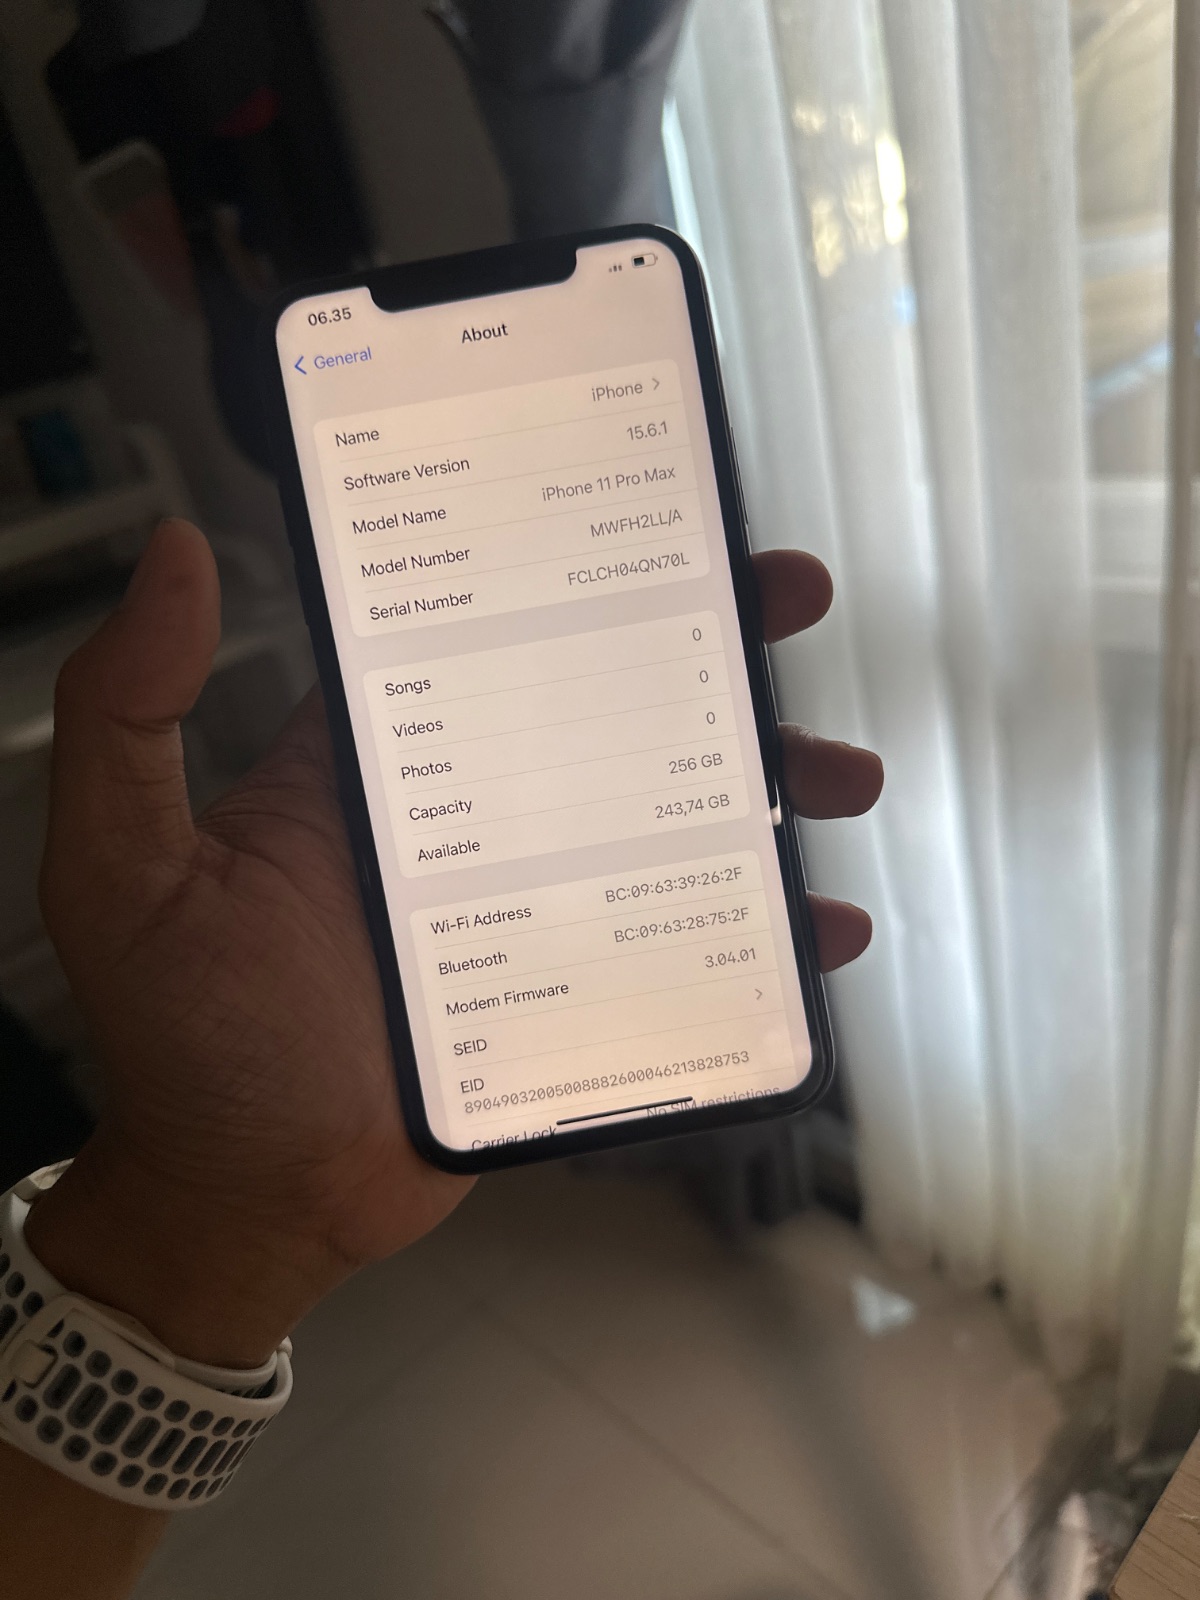 06.35
General
About
Name iPhone
Software Version 15.6.1
Model Name iPhone 11 Pro Max
Model Number MWFH2LL/A
Serial Number FCLCH04QN70L
Songs 0
Videos 0
Photos 0
Capacity 256 GB
Available 243,74 GB
Wi-Fi Address BC:09:63:39:26:2F
Bluetooth BC:09:63:28:75:2F
Modem Firmware 3.04.01
SEID
EID
89049032005008882600046213828753
Carrier Lock No SIM restrictions